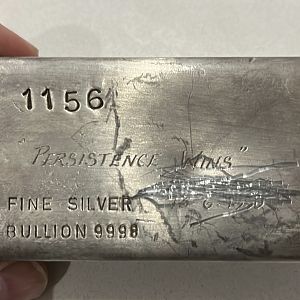 1156
"PERSISTENCE WINS"
FINE SILVER
BULLION 9998